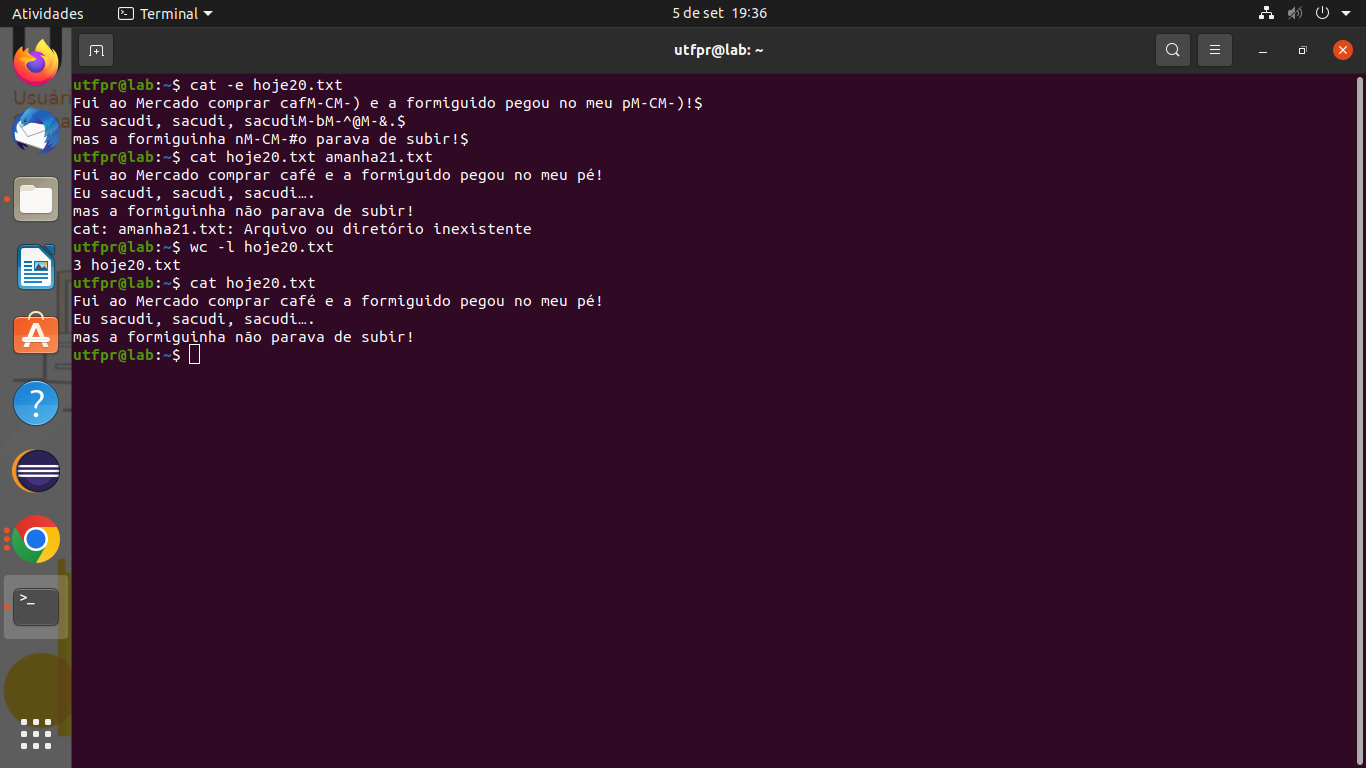 Atividades
Terminal
5 de set 19:36
utfpr@lab: ~
Usuári
utfpr@lab:~$ cat -e hoje20.txt
Fui ao Mercado comprar cafM-CM-) e a formiguido pegou no meu pM-CM-)!$
Eu sacudi, sacudi, sacudiM-bM-^@M-&.$
mas a formiguinha nM-CM-#o parava de subir!$
utfpr@lab:~$ cat hoje20.txt amanha21.txt
Fui ao Mercado comprar café e a formiguido pegou no meu pé!
Eu sacudi, sacudi, sacudi….
mas a formiguinha não parava de subir!
cat: amanha21.txt: Arquivo ou diretório inexistente
utfpr@lab:~$ wc -l hoje20.txt
3 hoje20.txt
utfpr@lab:~$ cat hoje20.txt
Fui ao Mercado comprar café e a formiguido pegou no meu pé!
Eu sacudi, sacudi, sacudi….
mas a formiguinha não parava de subir!
utfpr@lab:~$